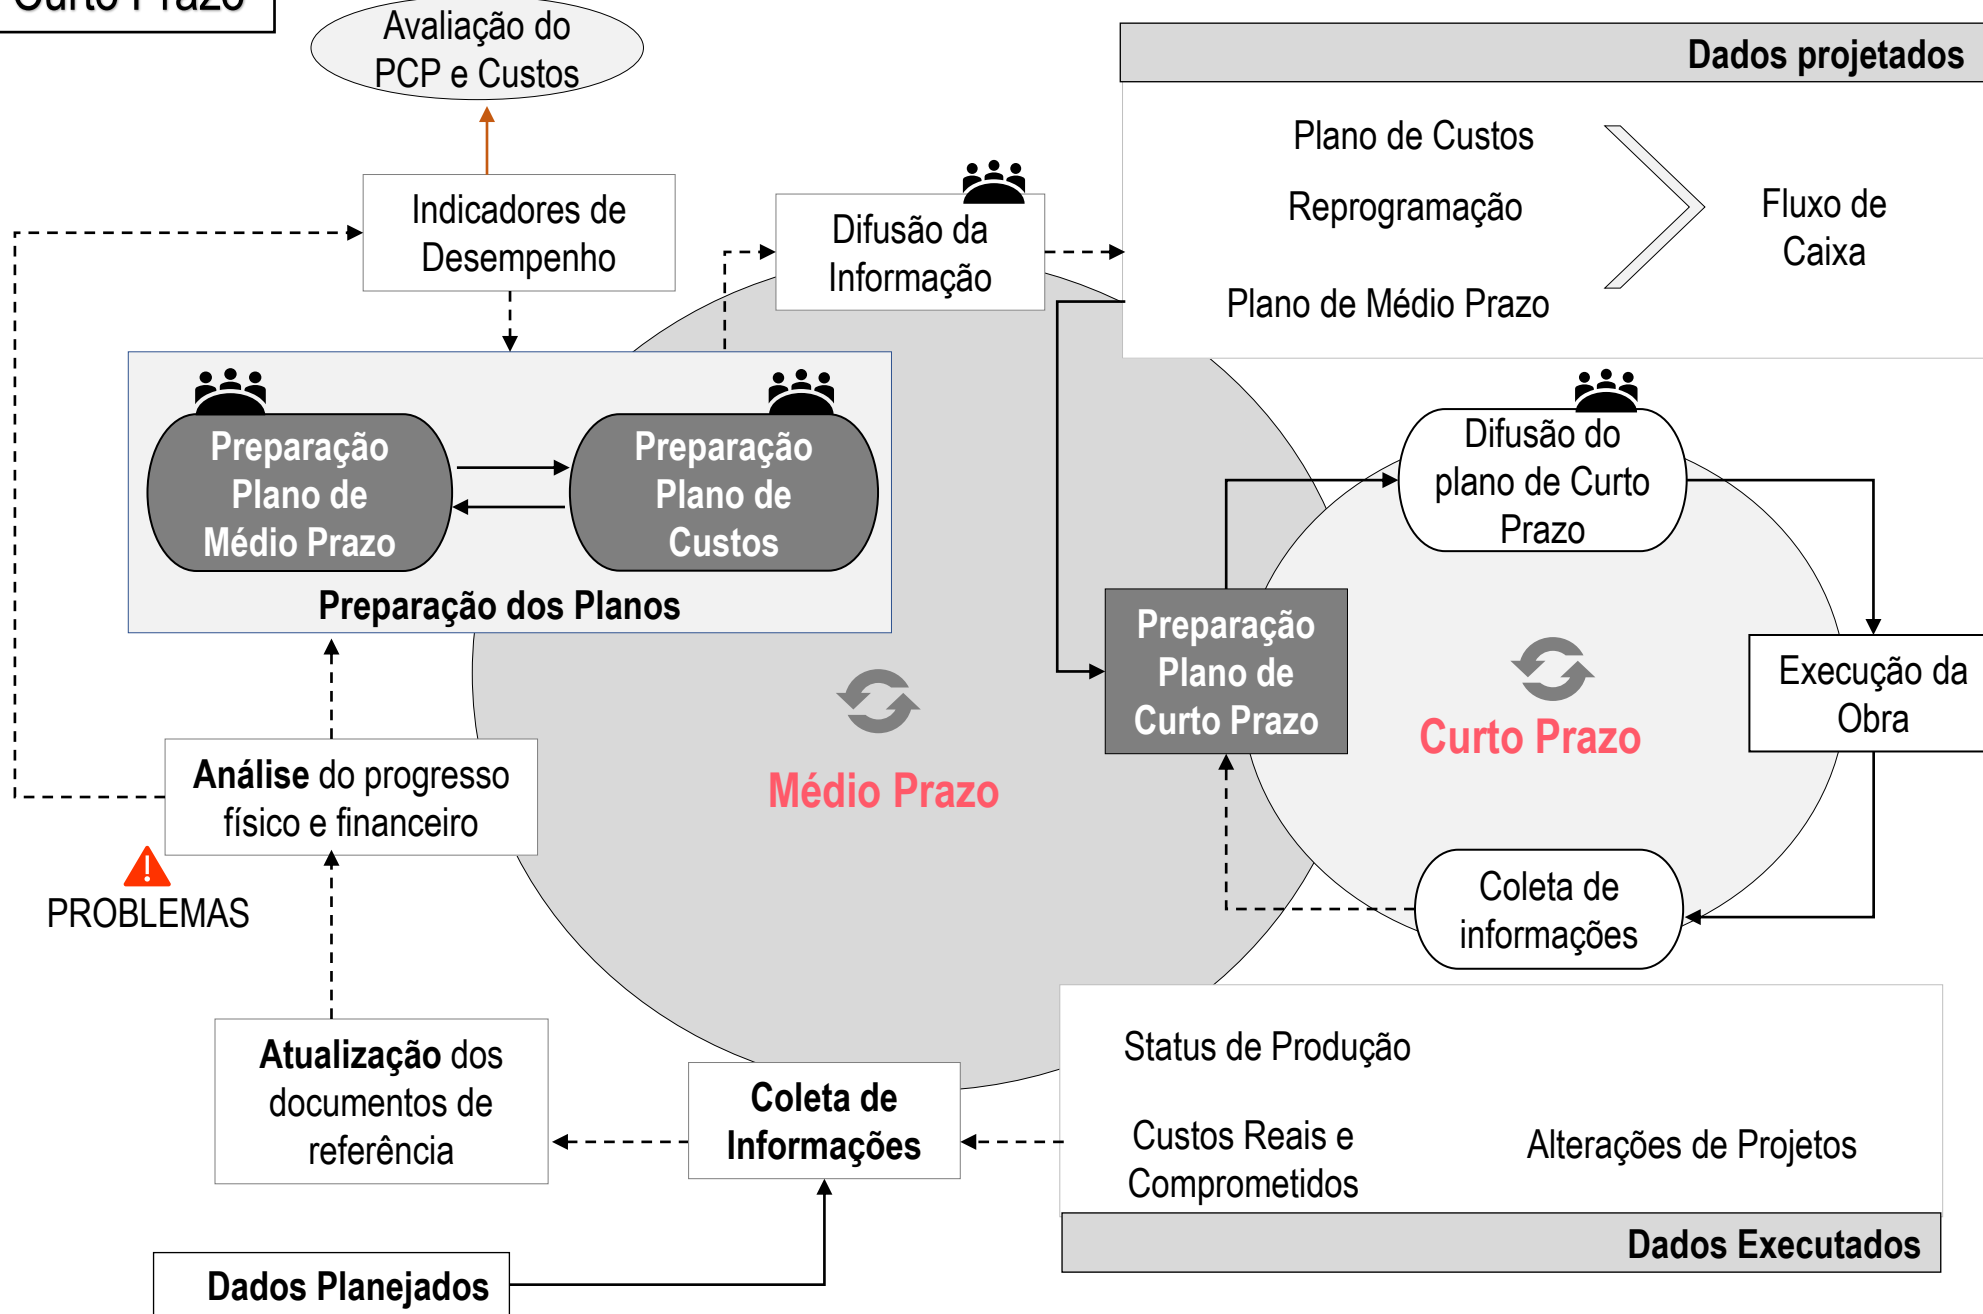 Curto Prazo
Avaliação do
PCP e Custos
Dados projetados
Plano de Custos
Reprogramação
Plano de Médio Prazo
Fluxo de
Caixa
Indicadores de
Desempenho
Difusão da
Informação
Preparação
Plano de
Médio Prazo
Preparação
Plano de
Custos
Preparação dos Planos
Difusão do
plano de Curto
Prazo
Preparação
Plano de
Curto Prazo
Curto Prazo
Execução da
Obra
Médio Prazo
Análise do progresso
físico e financeiro
PROBLEMAS
Coleta de
informações
Atualização dos
documentos de
referência
Coleta de
Informações
Status de Produção
Custos Reais e
Comprometidos
Alterações de Projetos
Dados Executados
Dados Planejados